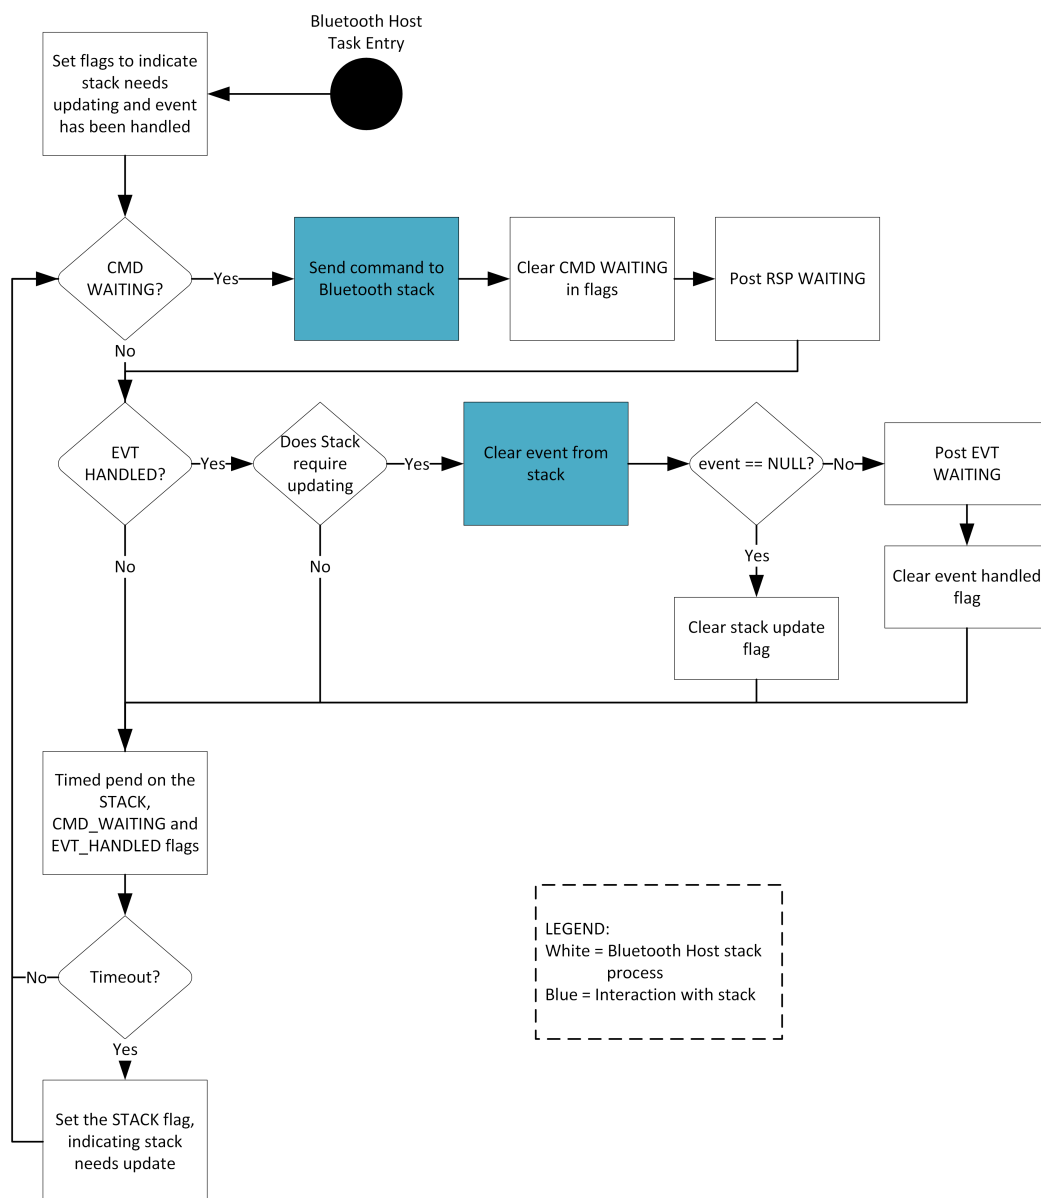 Bluetooth Host
Task Entry
Set flags to indicate
stack needs
updating and event
has been handled
CMD
WAITING?
Yes
Send command to
Bluetooth stack
Clear CMD WAITING
in flags
Post RSP WAITING
No
EVT
HANDLED?
Yes
Does Stack
require
updating
Yes
Clear event from
stack
event == NULL?
No
Post EVT
WAITING
No
No
Yes
Clear event handled
flag
Clear stack update
flag
Timed pend on the
STACK,
CMD_WAITING and
EVT_HANDLED flags
Timeout?
No
Yes
Set the STACK flag,
indicating stack
needs update
LEGEND:
White = Bluetooth Host stack
process
Blue = Interaction with stack